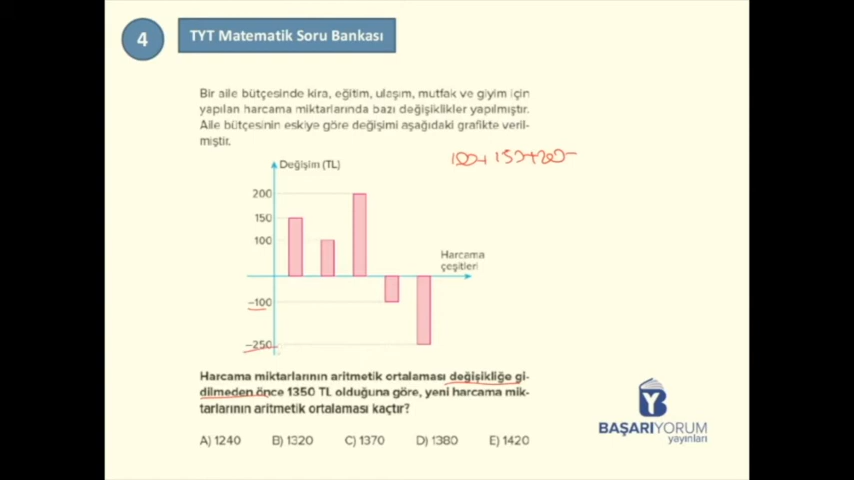 4
TYT Matematik Soru Bankası
Bir aile bütçesinde kira, eğitim, ulaşım, mutfak ve giyim için
yapılan harcama miktarlarında bazı değişiklikler yapılmıştır.
Aile bütçesinin eskiye göre değişimi aşağıdaki grafikte veril-
miştir.
100+150+200-
Değişim (TL)
200
150
100
Harcama
çeşitleri
-100
-250
Harcama miktarlarının aritmetik ortalaması değişikliğe gi-
dilmeden önce 1350 TL olduğuna göre, yeni harcama mik-
tarlarının aritmetik ortalaması kaçtır?
A) 1240 B) 1320 C) 1370 D) 1380 E) 1420
BAŞARIYORUM
yayınları